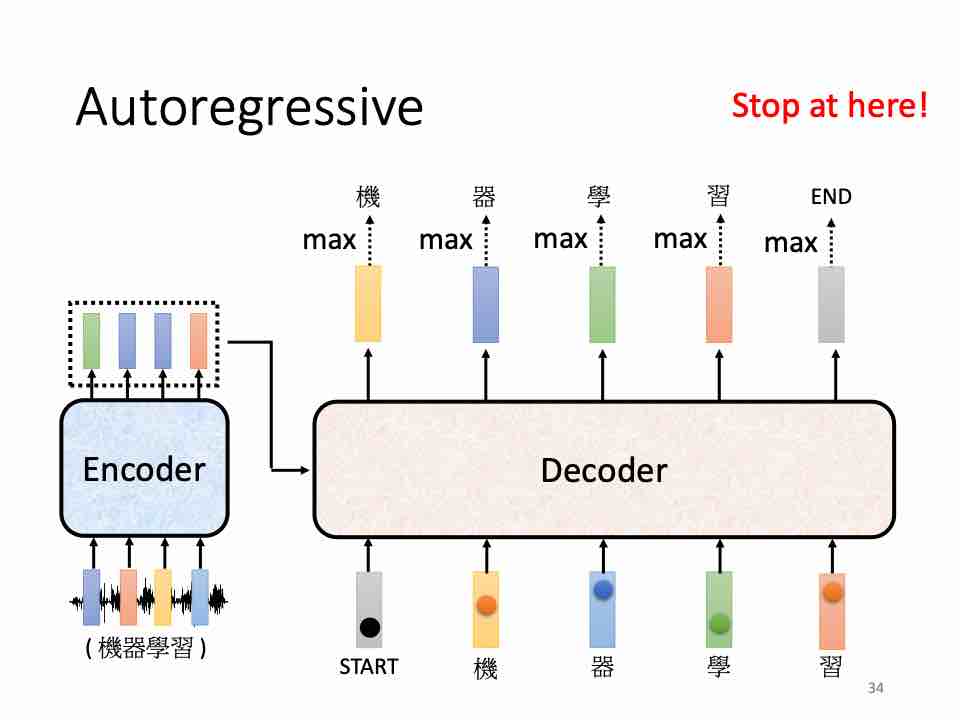 Autoregressive
Stop at here!
機 器 學 習 END
max max max max max
Encoder
Decoder
( 機器學習 )
START 機 器 學 習
34